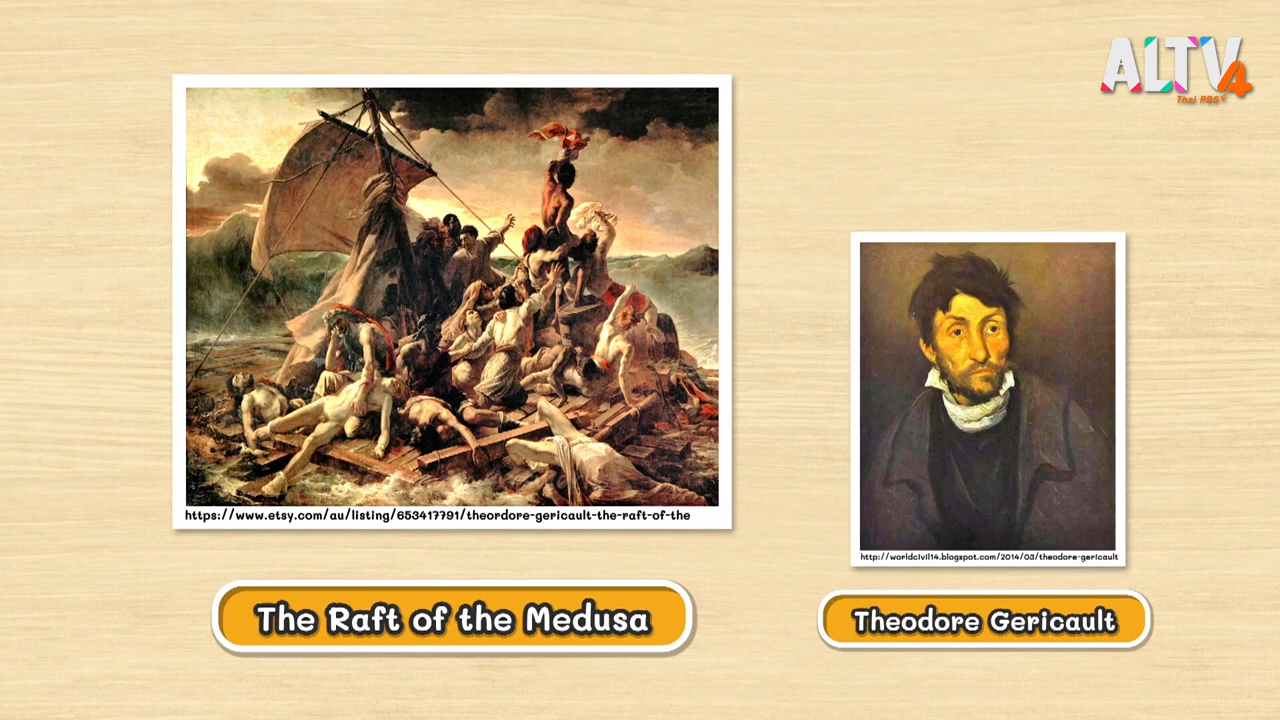 ALTV4
Thai PBS
https://www.etsy.com/au/listing/653417791/theordore-gericault-the-raft-of-the
http://worldcivil14.blogspot.com/2014/03/theodore-gericault
The Raft of the Medusa
Theodore Gericault